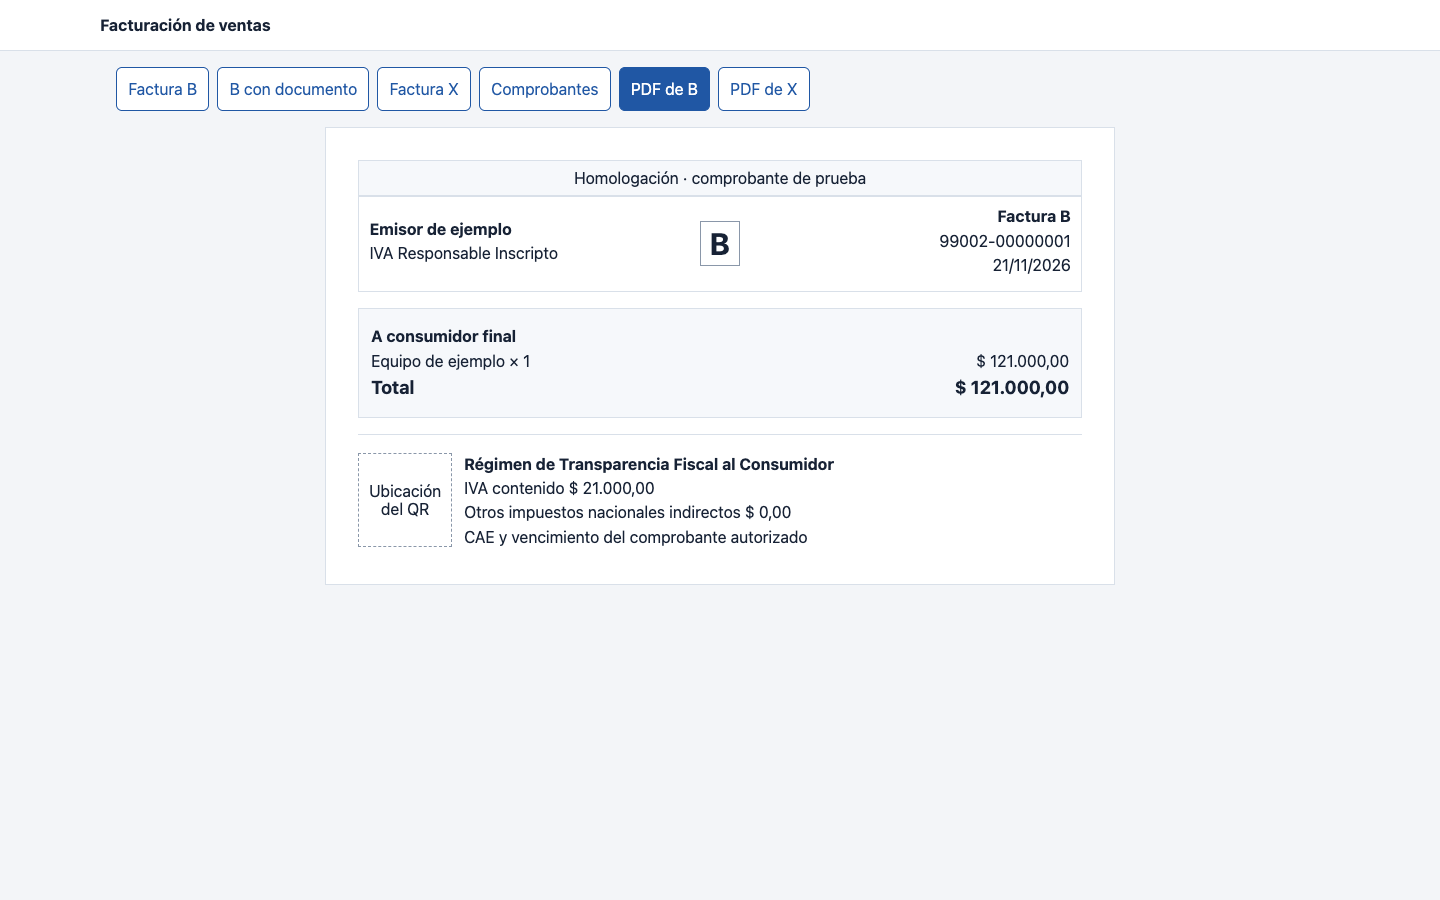 Facturación de ventas
Factura B
B con documento
Factura X
Comprobantes
PDF de B
PDF de X
Homologación · comprobante de prueba
Emisor de ejemplo
IVA Responsable Inscripto
B
Factura B
99002-00000001
21/11/2026
A consumidor final
Equipo de ejemplo × 1 $ 121.000,00
Total $ 121.000,00
Ubicación
del QR
Régimen de Transparencia Fiscal al Consumidor
IVA contenido $ 21.000,00
Otros impuestos nacionales indirectos $ 0,00
CAE y vencimiento del comprobante autorizado